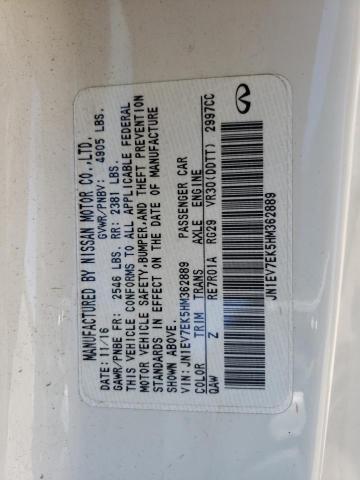 MANUFACTURED BY NISSAN MOTOR CO.,LTD.
DATE: 11/16 GVWR/PNBV: 4905 LBS.
GAWR/PNBE FR: 2546 LBS. RR: 2381 LBS.
THIS VEHICLE CONFORMS TO ALL APPLICABLE FEDERAL
MOTOR VEHICLE SAFETY,BUMPER,AND THEFT PREVENTION
STANDARDS IN EFFECT ON THE DATE OF MANUFACTURE
SHOWN ABOVE.
VIN:JN1EV7EK5HM362889 PASSENGER CAR
COLOR TRIM TRANS AXLE ENGINE
QAW Z RE7R01A RG29 VR30(DDTT) 2997CC
JN1EV7EK5HM362889